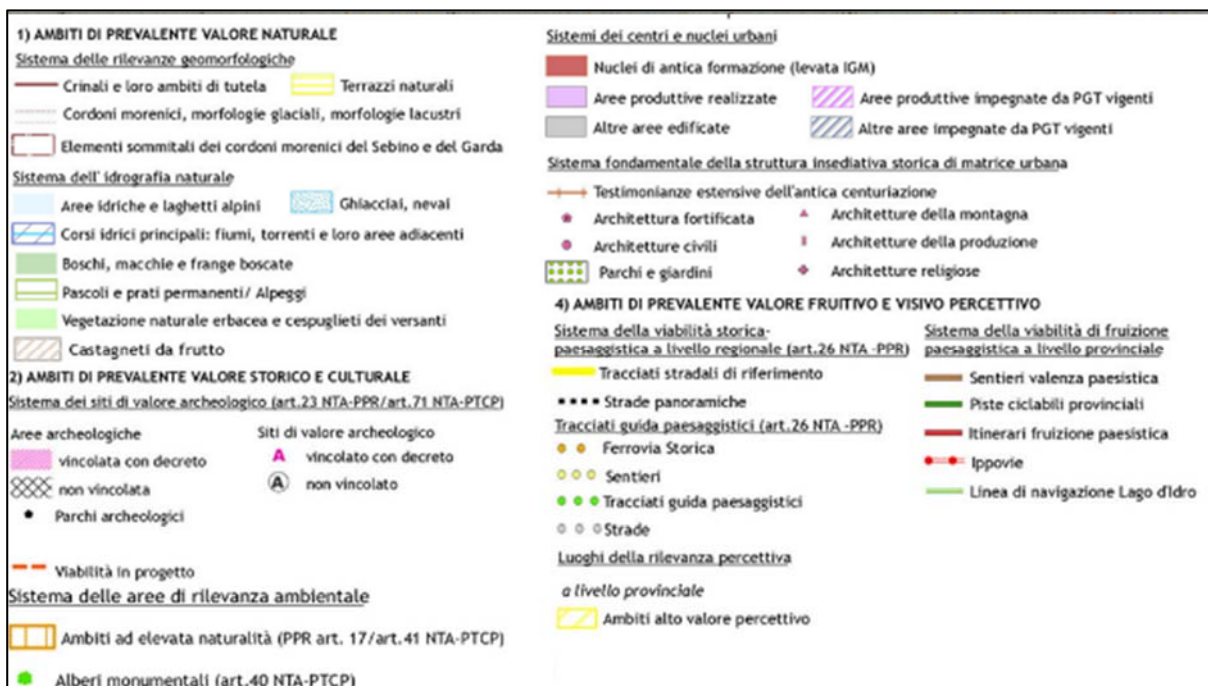 1) AMBITI DI PREVALENTE VALORE NATURALE
Sistema delle rilevanze geomorfologiche
Crinali e loro ambiti di tutela
Terrazzi naturali
Cordoni morenici, morfologie glaciali, morfologie lacustri
Elementi sommitali dei cordoni morenici del Sebino e del Garda
Sistema dell' idrografia naturale
Aree idriche e laghetti alpini
Ghiacciai, nevai
Corsi idrici principali: fiumi, torrenti e loro aree adiacenti
Boschi, macchie e frange boscate
Pascoli e prati permanenti/ Alpeggi
Vegetazione naturale erbacea e cespuglieti dei versanti
Castagneti da frutto
2) AMBITI DI PREVALENTE VALORE STORICO E CULTURALE
Sistema dei siti di valore archeologico (art.23 NTA-PPR/art.71 NTA-PTCP)
Aree archeologiche
vincolata con decreto
non vincolata
Parchi archeologici
Siti di valore archeologico
A vincolato con decreto
A non vincolato
Viabilità in progetto
Sistema delle aree di rilevanza ambientale
Ambiti ad elevata naturalità (PPR art. 17/art.41 NTA-PTCP)
Alberi monumentali (art.40 NTA-PTCP)
Sistemi dei centri e nuclei urbani
Nuclei di antica formazione (levata IGM)
Aree produttive realizzate
Aree produttive impegnate da PGT vigenti
Altre aree edificate
Altre aree impegnate da PGT vigenti
Sistema fondamentale della struttura insediativa storica di matrice urbana
Testimonianze estensive dell'antica centuriazione
Architettura fortificata
Architetture della montagna
Architetture civili
Architetture della produzione
Parchi e giardini
Architetture religiose
4) AMBITI DI PREVALENTE VALORE FRUITIVO E VISIVO PERCETTIVO
Sistema della viabilità storica-
paesaggistica a livello regionale (art.26 NTA -PPR)
Tracciati stradali di riferimento
Strade panoramiche
Tracciati guida paesaggistici (art.26 NTA -PPR)
Ferrovia Storica
Sentieri
Tracciati guida paesaggistici
Strade
Luoghi della rilevanza percettiva
a livello provinciale
Ambiti alto valore percettivo
Sistema della viabilità di fruizione
paesaggistica a livello provinciale
Sentieri valenza paesistica
Piste ciclabili provinciali
Itinerari fruizione paesistica
Ippovie
Linea di navigazione Lago d'Idro